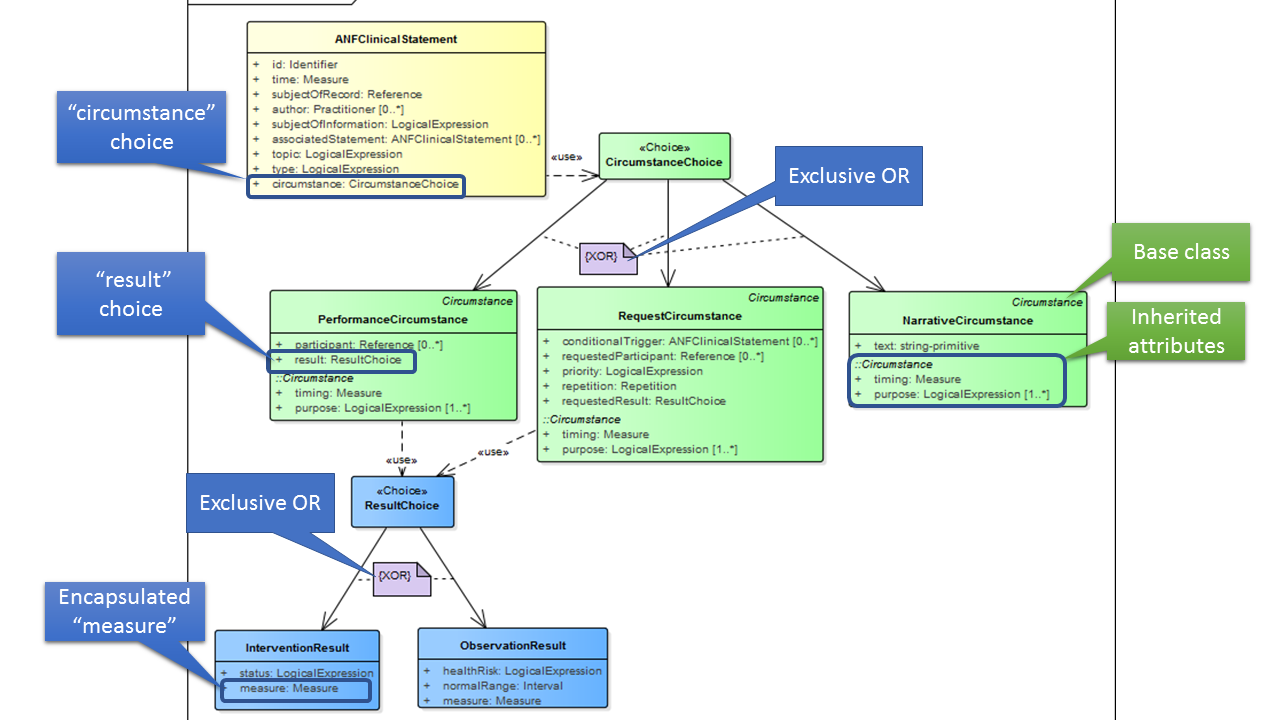 ANFClinicalStatement
+ id: Identifier
+ time: Measure
+ subjectOfRecord: Reference
+ author: Practitioner [0..*]
+ subjectOfInformation: LogicalExpression
+ associatedStatement: ANFClinicalStatement [0..*]
+ topic: LogicalExpression
+ type: LogicalExpression
+ circumstance: CircumstanceChoice
“circumstance”
choice
«use»
«Choice»
CircumstanceChoice
Exclusive OR
{XOR}
Base class
Inherited
attributes
“result”
choice
Circumstance
PerformanceCircumstance
+ participant: Reference [0..*]
+ result: ResultChoice
::Circumstance
+ timing: Measure
+ purpose: LogicalExpression [1..*]
Circumstance
RequestCircumstance
+ conditionalTrigger: ANFClinicalStatement [0..*]
+ requestedParticipant: Reference [0..*]
+ priority: LogicalExpression
+ repetition: Repetition
+ requestedResult: ResultChoice
::Circumstance
+ timing: Measure
+ purpose: LogicalExpression [1..*]
Circumstance
NarrativeCircumstance
+ text: string-primitive
::Circumstance
+ timing: Measure
+ purpose: LogicalExpression [1..*]
«use»
«use»
«Choice»
ResultChoice
Exclusive OR
{XOR}
Encapsulated
“measure”
InterventionResult
+ status: LogicalExpression
+ measure: Measure
ObservationResult
+ healthRisk: LogicalExpression
+ normalRange: Interval
+ measure: Measure